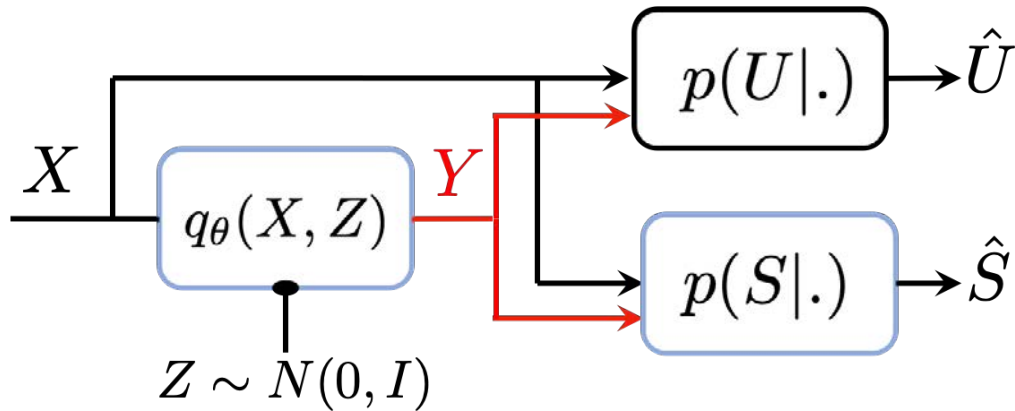 p(U|.)
Û
X
q_θ(X, Z)
Y
p(S|.)
Ŝ
Z ∼ N(0, I)